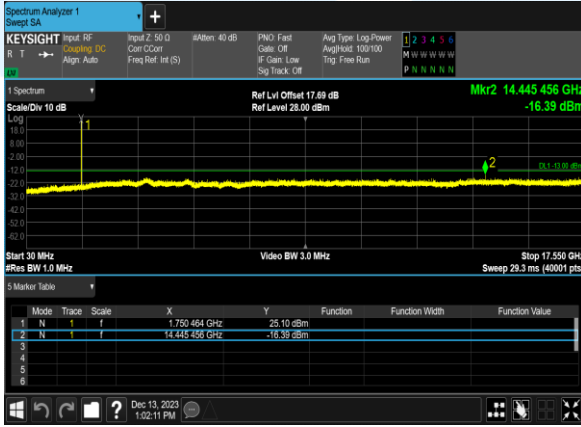 Spectrum Analyzer 1
Swept SA
+
KEYSIGHT Input: RF Input Z: 50 Ω #Atten: 40 dB PNO: Fast Avg Type: Log-Power 1 2 3 4 5 6
R T Coupling: DC Corr CCorr Gate: Off Avg|Hold: 100/100 M W W W W W
Align: Auto Freq Ref: Int (S) IF Gain: Low Trig: Free Run
Sig Track: Off P N N N N N
1 Spectrum Ref Lvl Offset 17.69 dB Mkr2 14.445 456 GHz
Scale/Div 10 dB Ref Level 28.00 dBm -16.39 dBm
Log
18.0
8.00
-2.00
-12.0
-22.0
-32.0
-42.0
-52.0
-62.0
1
2
DL1 -13.00 dBm
Start 30 MHz Video BW 3.0 MHz Stop 17.550 GHz
#Res BW 1.0 MHz Sweep 29.3 ms (40001 pts
5 Marker Table
Mode Trace Scale X Y Function Function Width Function Value
1 N 1 f 1.750 464 GHz 25.10 dBm
2 N 1 f 14.445 456 GHz -16.39 dBm
3
4
5
6
? Dec 13, 2023
1:02:11 PM